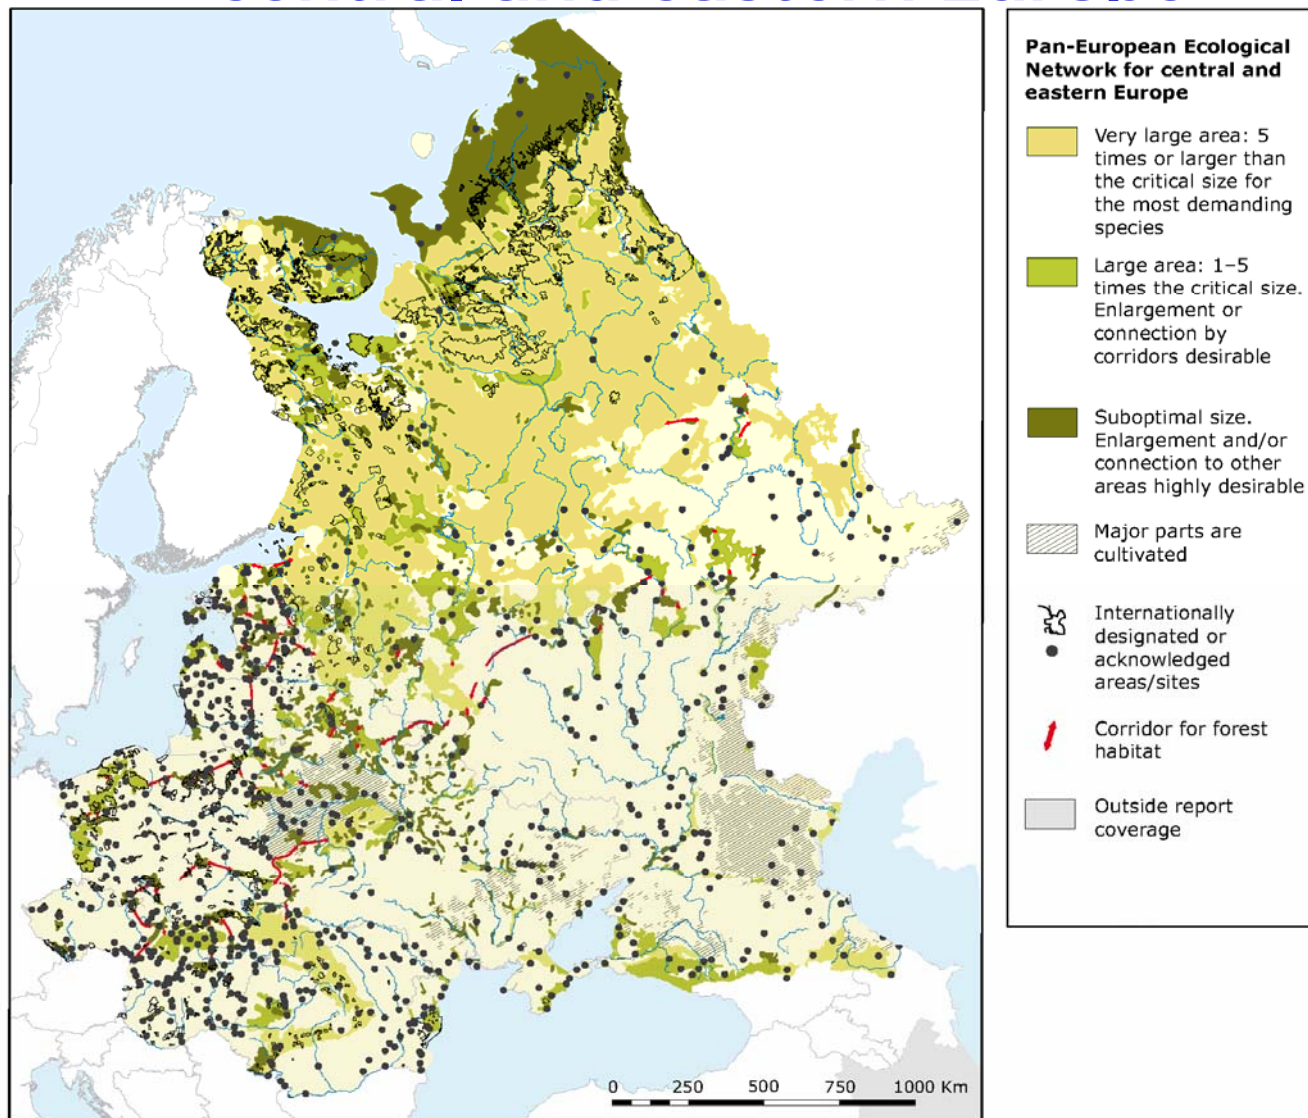 Pan-European Ecological
Network for central and
eastern Europe
Very large area: 5
times or larger than
the critical size for
the most demanding
species
Large area: 1–5
times the critical size.
Enlargement or
connection by
corridors desirable
Suboptimal size.
Enlargement and/or
connection to other
areas highly desirable
Major parts are
cultivated
Internationally
designated or
acknowledged
areas/sites
Corridor for forest
habitat
Outside report
coverage
0 250 500 750 1000 Km